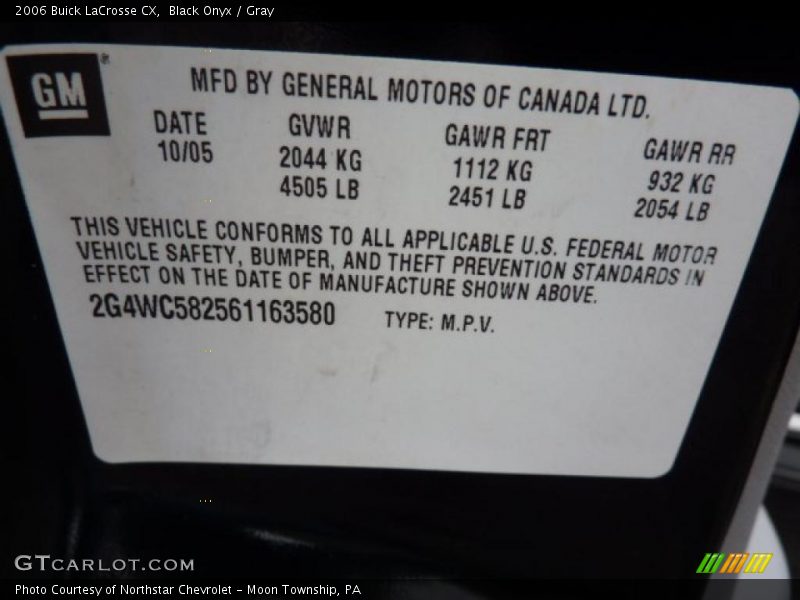 2006 Buick LaCrosse CX, Black Onyx / Gray
GM®
MFD BY GENERAL MOTORS OF CANADA LTD.
DATE GVWR GAWR FRT GAWR RR
10/05 2044 KG 1112 KG 932 KG
4505 LB 2451 LB 2054 LB
THIS VEHICLE CONFORMS TO ALL APPLICABLE U.S. FEDERAL MOTOR
VEHICLE SAFETY, BUMPER, AND THEFT PREVENTION STANDARDS IN
EFFECT ON THE DATE OF MANUFACTURE SHOWN ABOVE.
2G4WC582561163580 TYPE: M.P.V.
GTCARLOT.COM
Photo Courtesy of Northstar Chevrolet - Moon Township, PA